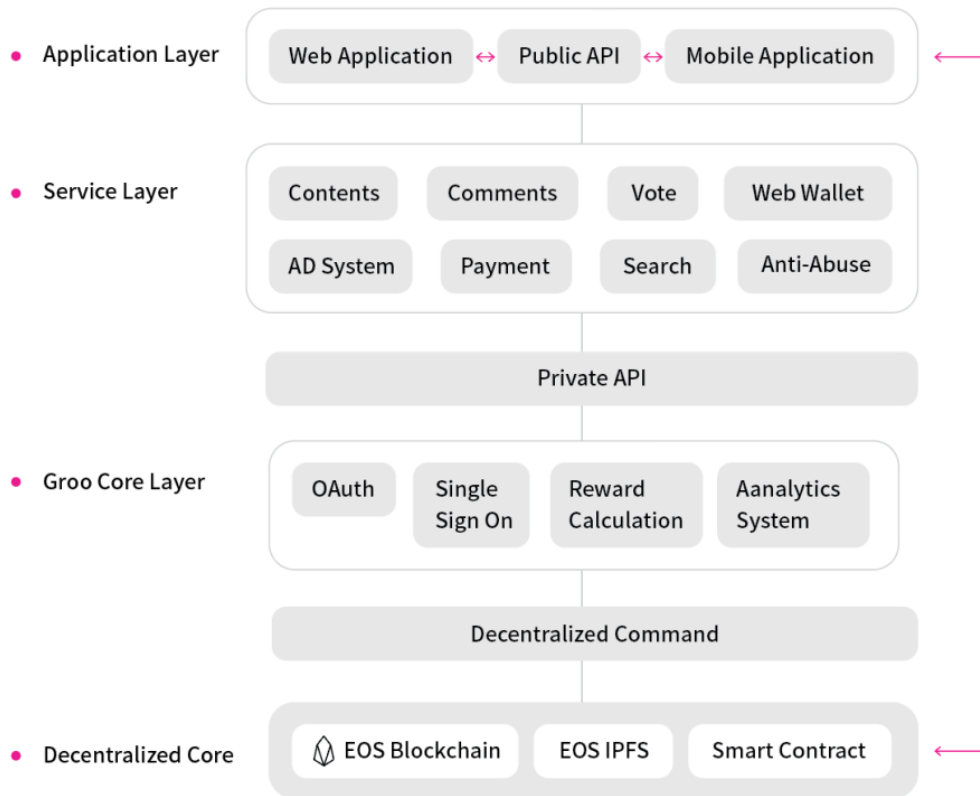 Application Layer
Web Application
Public API
Mobile Application
Service Layer
Contents
Comments
Vote
Web Wallet
AD System
Payment
Search
Anti-Abuse
Private API
Groo Core Layer
OAuth
Single
Sign On
Reward
Calculation
Aanalytics
System
Decentralized Command
Decentralized Core
EOS Blockchain
EOS IPFS
Smart Contract